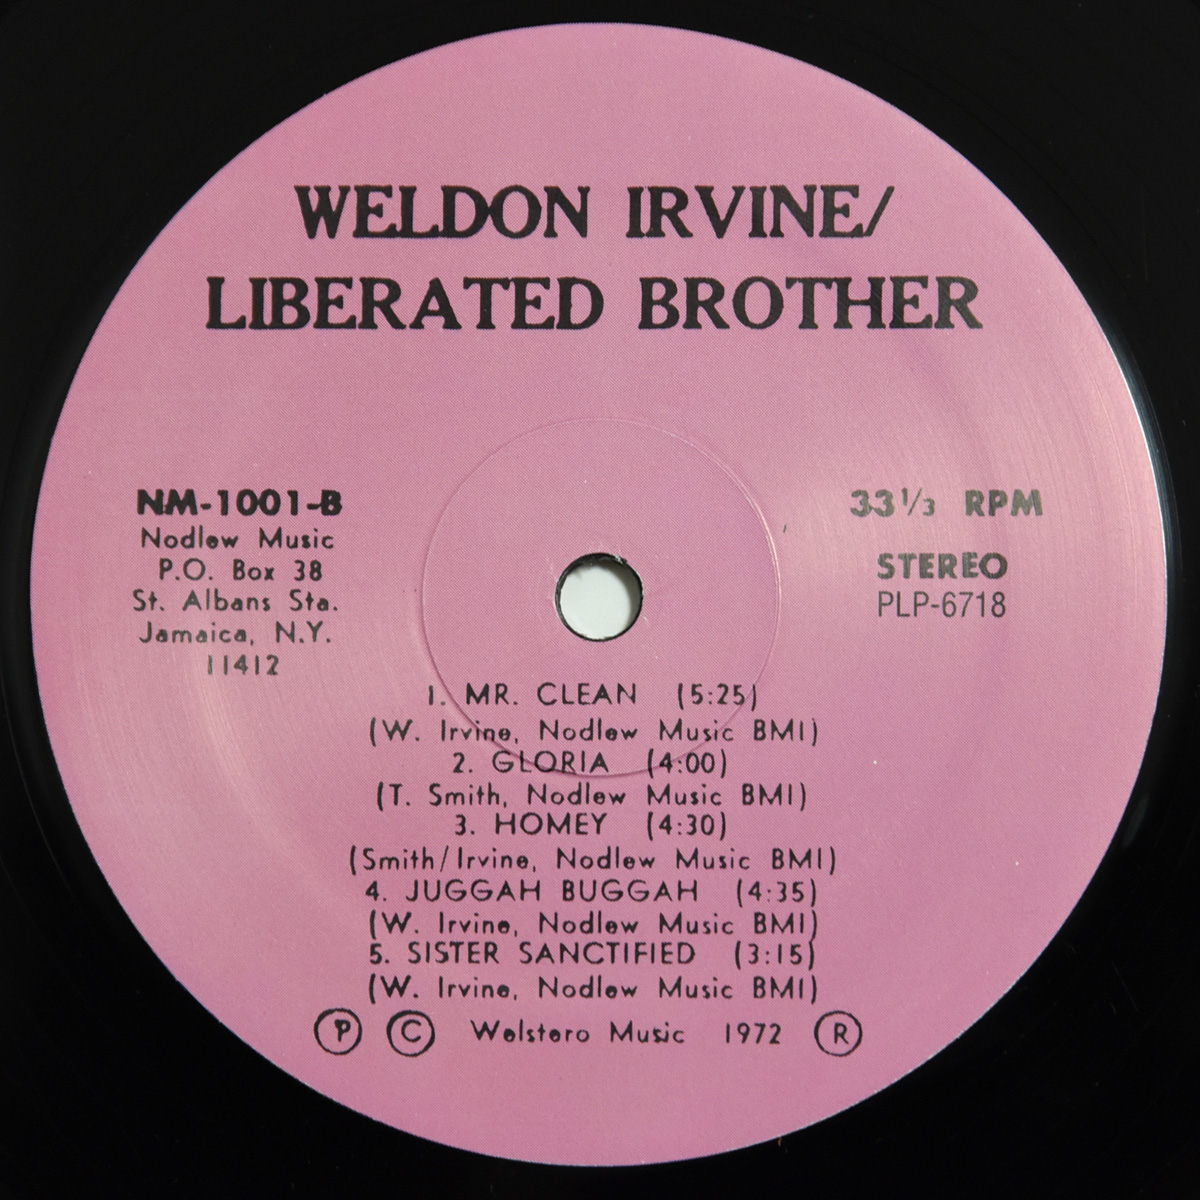 WELDON IRVINE/
LIBERATED BROTHER
NM-1001-B
Nodlew Music
P.O. Box 38
St. Albans Sta.
Jamaica, N.Y.
11412
33 1/3 RPM
STEREO
PLP-6718
1. MR. CLEAN (5:25)
(W. Irvine, Nodlew Music BMI)
2. GLORIA (4:00)
(T. Smith, Nodlew Music BMI)
3. HOMEY (4:30)
(Smith/Irvine, Nodlew Music BMI)
4. JUGGAH BUGGAH (4:35)
(W. Irvine, Nodlew Music BMI)
5. SISTER SANCTIFIED (3:15)
(W. Irvine, Nodlew Music BMI)
Ⓟ © Welstero Music 1972 ®